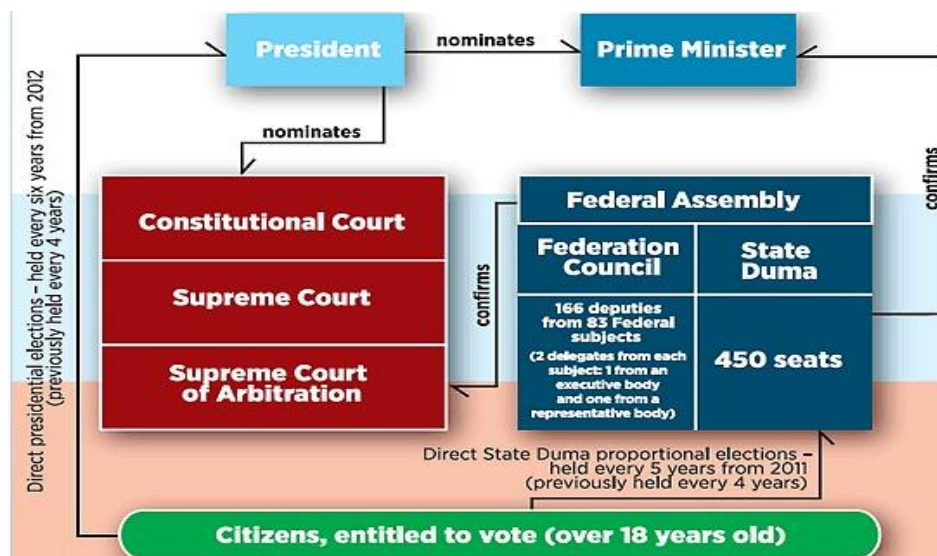 President
nominates
Prime Minister
nominates
Direct presidential elections – held every six years from 2012
(previously held every 4 years)
Constitutional Court
Supreme Court
Supreme Court
of Arbitration
confirms
Federal Assembly
Federation
Council
166 deputies
from 83 Federal
subjects
(2 delegates from each
subject: 1 from an
executive body
and one from a
representative body)
State
Duma
450 seats
confirms
Direct State Duma proportional elections –
held every 5 years from 2011
(previously held every 4 years)
Citizens, entitled to vote (over 18 years old)